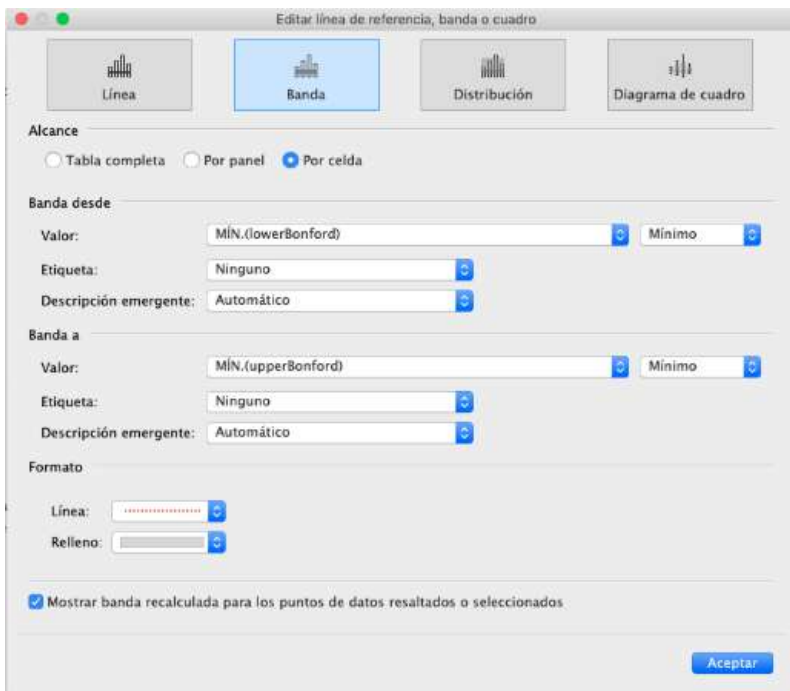 Editar línea de referencia, banda o cuadro
Línea
Banda
Distribución
Diagrama de cuadro
Alcance
Tabla completa
Por panel
Por celda
Banda desde
Valor:
MÍN.(lowerBonford)
Mínimo
Etiqueta:
Ninguno
Descripción emergente:
Automático
Banda a
Valor:
MÍN.(upperBonford)
Mínimo
Etiqueta:
Ninguno
Descripción emergente:
Automático
Formato
Línea:
Relleno:
Mostrar banda recalculada para los puntos de datos resaltados o seleccionados
Aceptar